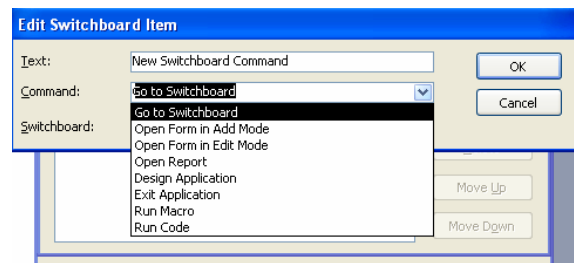 Edit Switchboard Item
Text: New Switchboard Command OK
Command: Go to Switchboard Cancel
Switchboard: Go to Switchboard
Open Form in Add Mode
Open Form in Edit Mode
Open Report
Design Application
Exit Application
Run Macro
Run Code
Move Up
Move Down